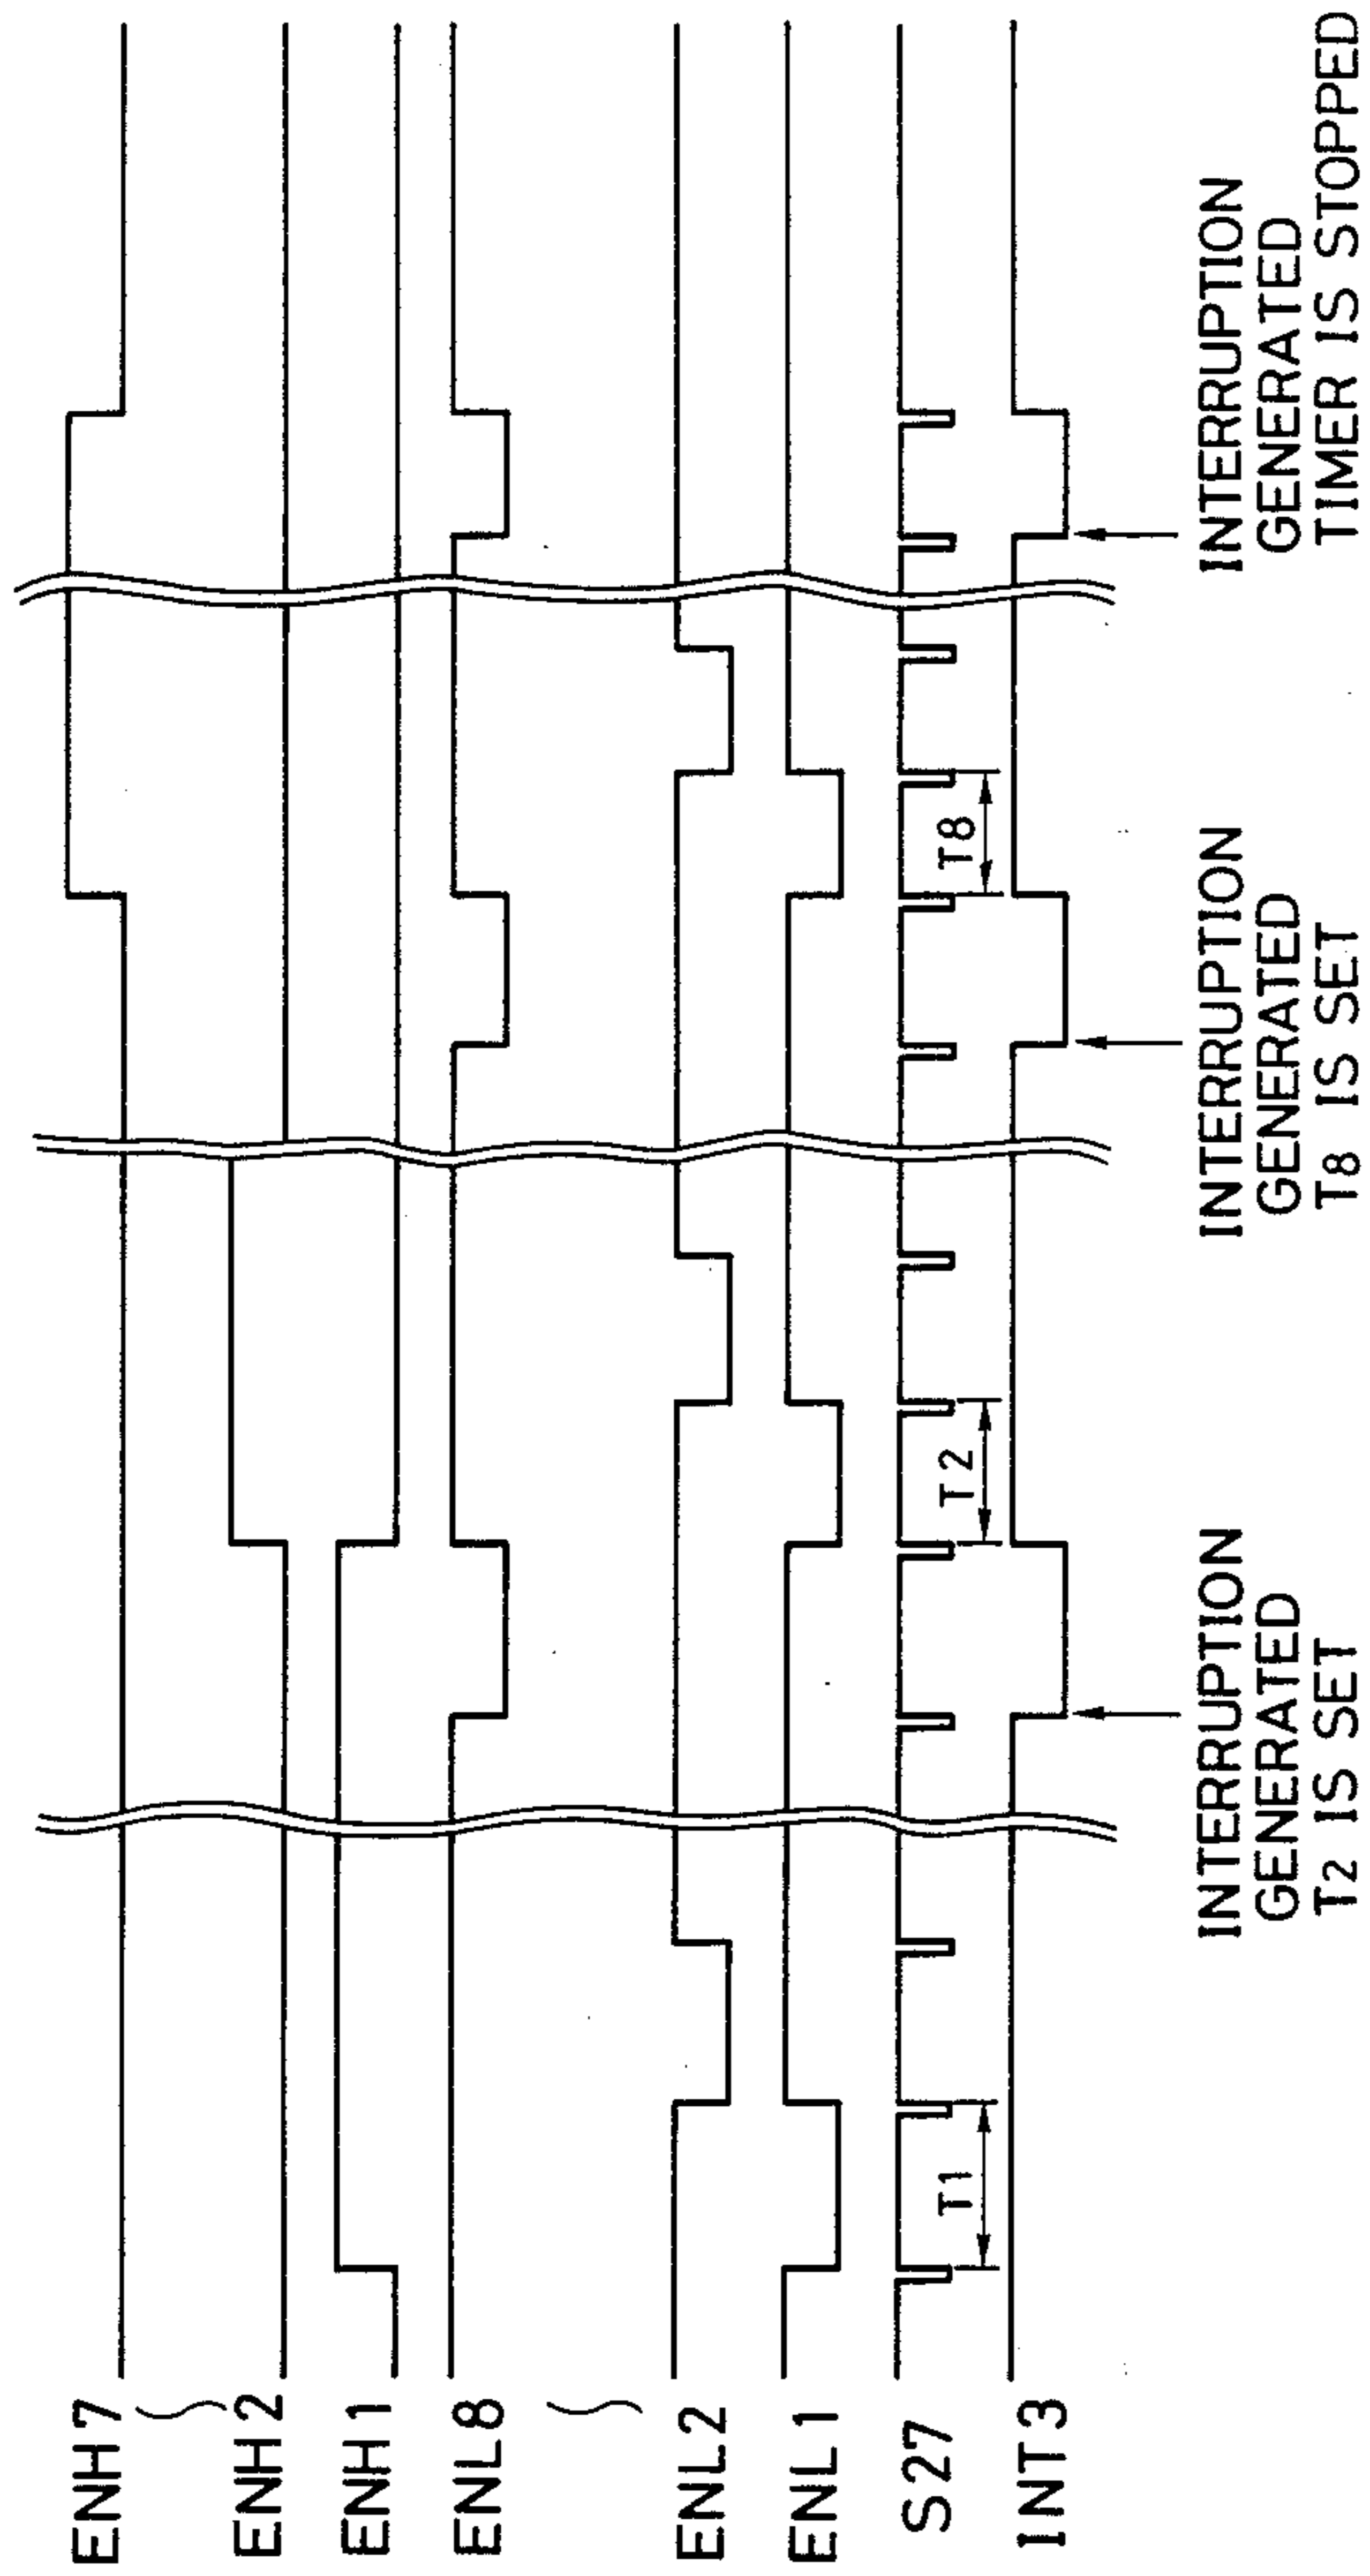 ENH7
ENH2
ENH1
ENL8
ENL2
ENL1
S27
INT3
T1
T2
T8
INTERRUPTION
GENERATED
T2 IS SET
INTERRUPTION
GENERATED
T8 IS SET
INTERRUPTION
GENERATED
TIMER IS STOPPED